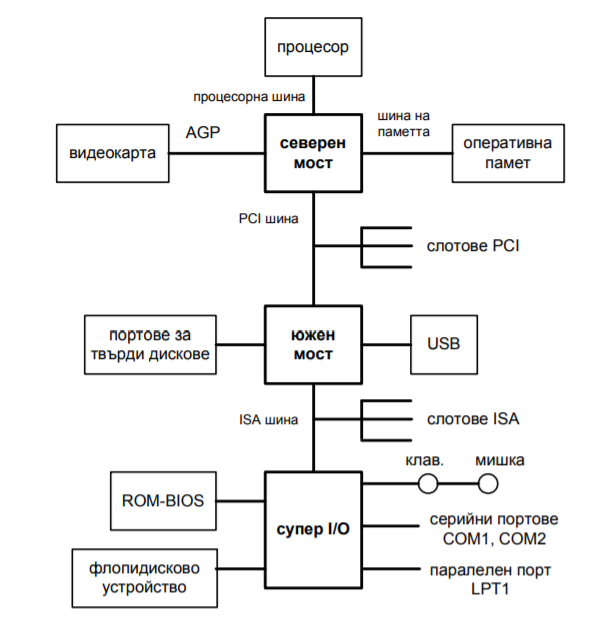 процесор
процесорна шина
шина на
паметта
AGP
видеокарта
северен
мост
оперативна
памет
PCI шина
слотове PCI
портове за
твърди дискове
южен
мост
USB
ISA шина
слотове ISA
клав.
мишка
ROM-BIOS
супер I/O
серийни портове
COM1, COM2
флопидисково
устройство
паралелен порт
LPT1